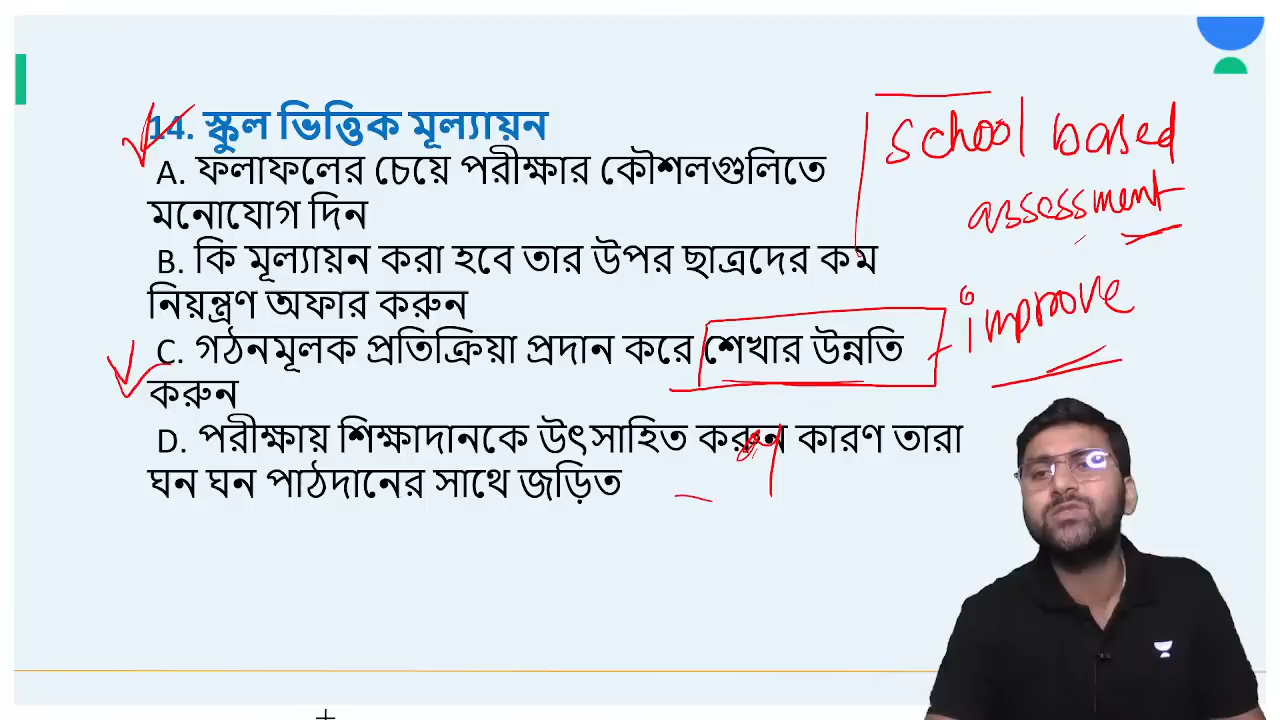 14. স্কুল ভিত্তিক মূল্যায়ন
A. ফলাফলের চেয়ে পরীক্ষার কৌশলগুলিতে
মনোযোগ দিন
B. কি মূল্যায়ন করা হবে তার উপর ছাত্রদের কম
নিয়ন্ত্রণ অফার করুন
C. গঠনমূলক প্রতিক্রিয়া প্রদান করে শেখার উন্নতি
করুন
D. পরীক্ষায় শিক্ষাদানকে উৎসাহিত করুন কারণ তারা
ঘন ঘন পাঠদানের সাথে জড়িত
school based
assessment
improve